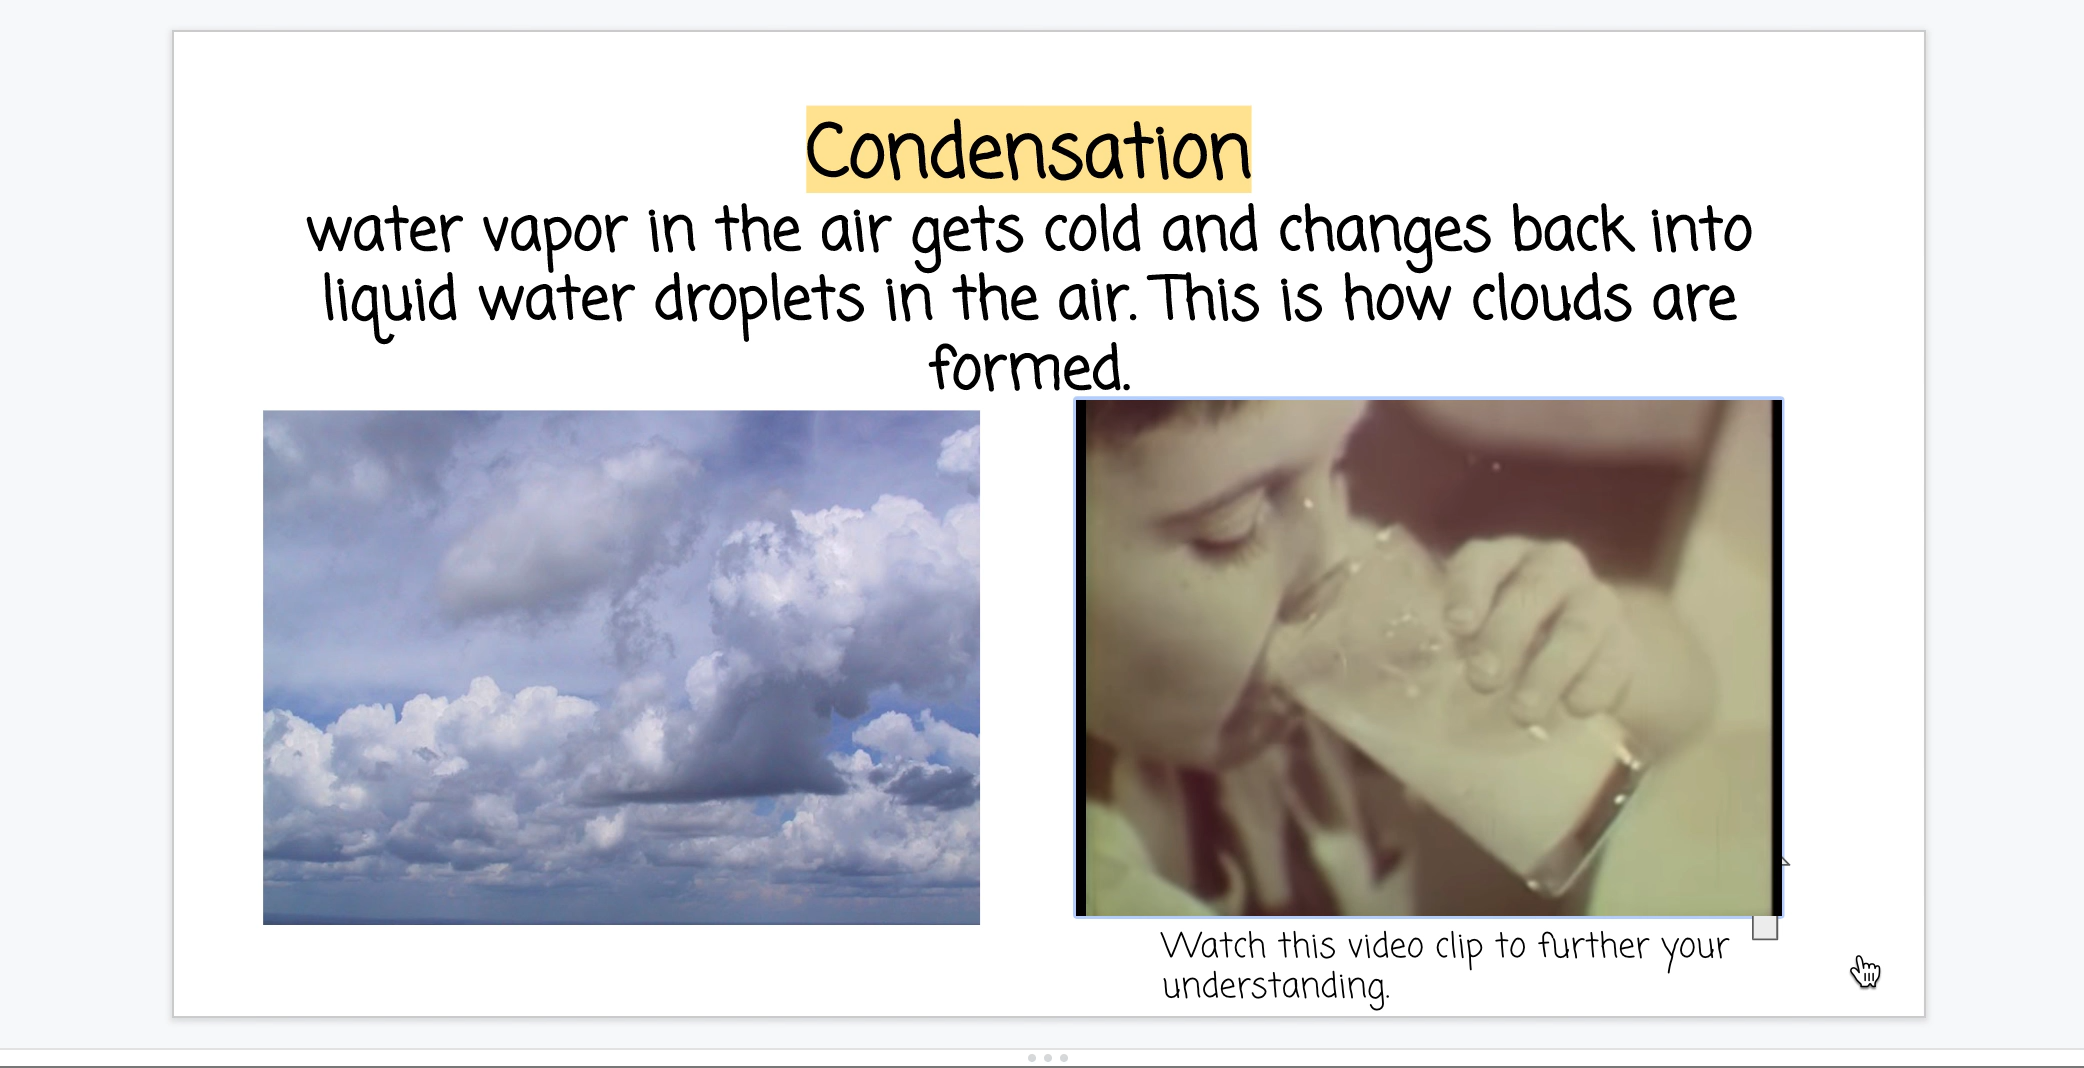 Condensation
water vapor in the air gets cold and changes back into
liquid water droplets in the air. This is how clouds are
formed.
Watch this video clip to further your
understanding.